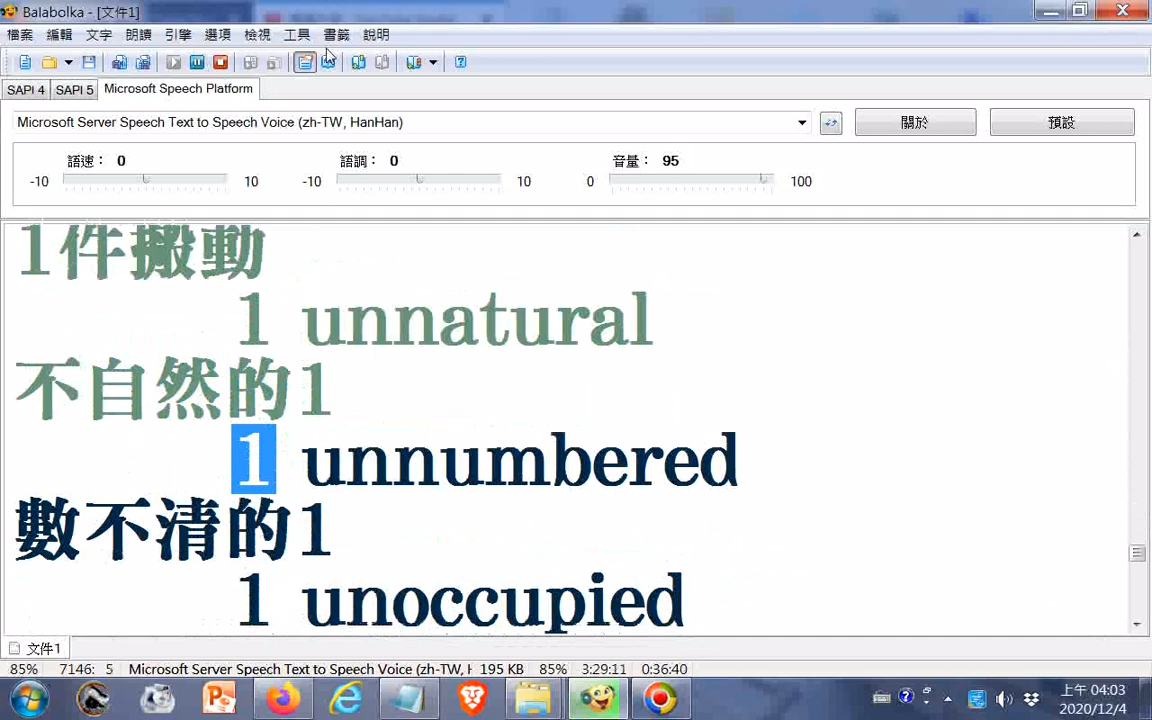 Balabolka - [文件1]
檔案 編輯 文字 朗讀 引擎 選項 檢視 工具 書籤 說明
SAPI 4 SAPI 5 Microsoft Speech Platform
Microsoft Server Speech Text to Speech Voice (zh-TW, HanHan) 關於 預設
語速： 0 語調： 0 音量： 95
-10 10 -10 10 0 100
1件搬動
1 unnatural
不自然的1
1 unnumbered
數不清的1
1 unoccupied
文件1
85% 7146: 5 Microsoft Server Speech Text to Speech Voice (zh-TW, H 195 KB 85% 3:29:11 0:36:40
上午 04:03
2020/12/4